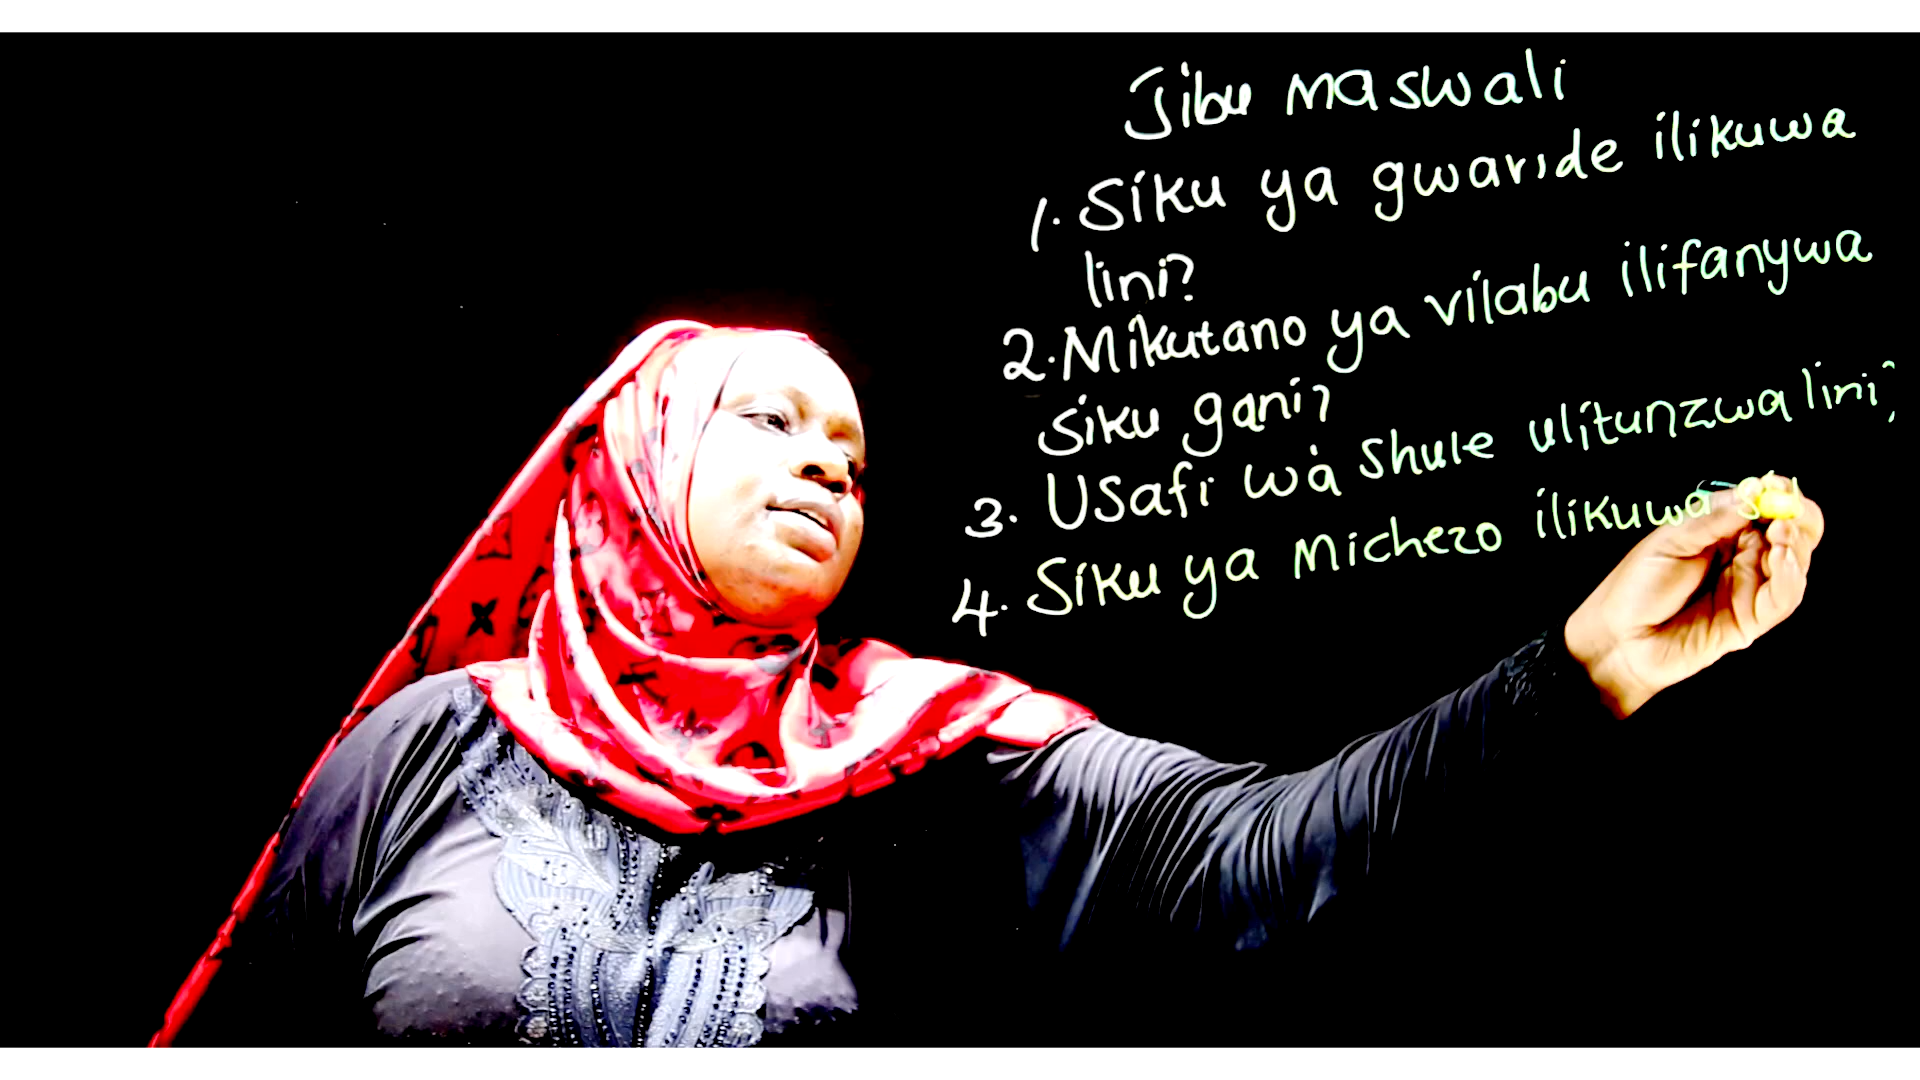 Jibu maswali
1. Siku ya gwaride ilikuwa
lini?
2. Mikutano ya vilabu ilifanywa
siku gani?
3. Usafi wa shule ulitunzwa lini?
4. Siku ya michezo ilikuwa